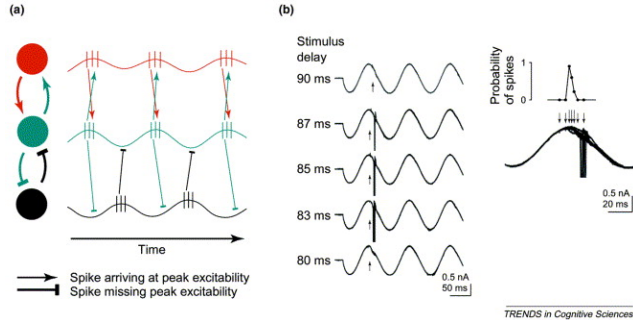 (a)
Time
Spike arriving at peak excitability
Spike missing peak excitability
(b)
Stimulus
delay
90 ms
87 ms
85 ms
83 ms
80 ms
0.5 nA
50 ms
Probability
of spikes
1
0
0.5 nA
20 ms
TRENDS in Cognitive Sciences